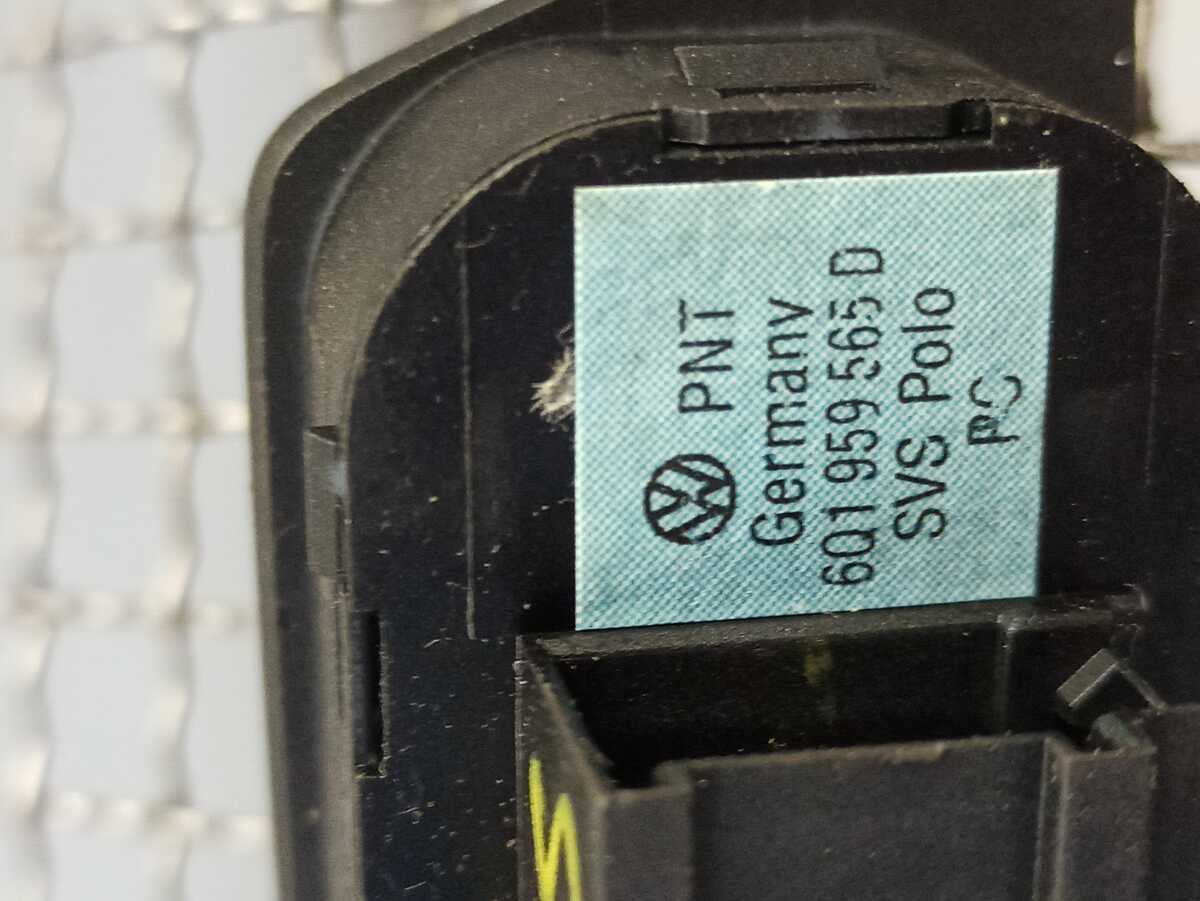 PNT
Germany
6Q1 959 565 D
SVS Polo
PC